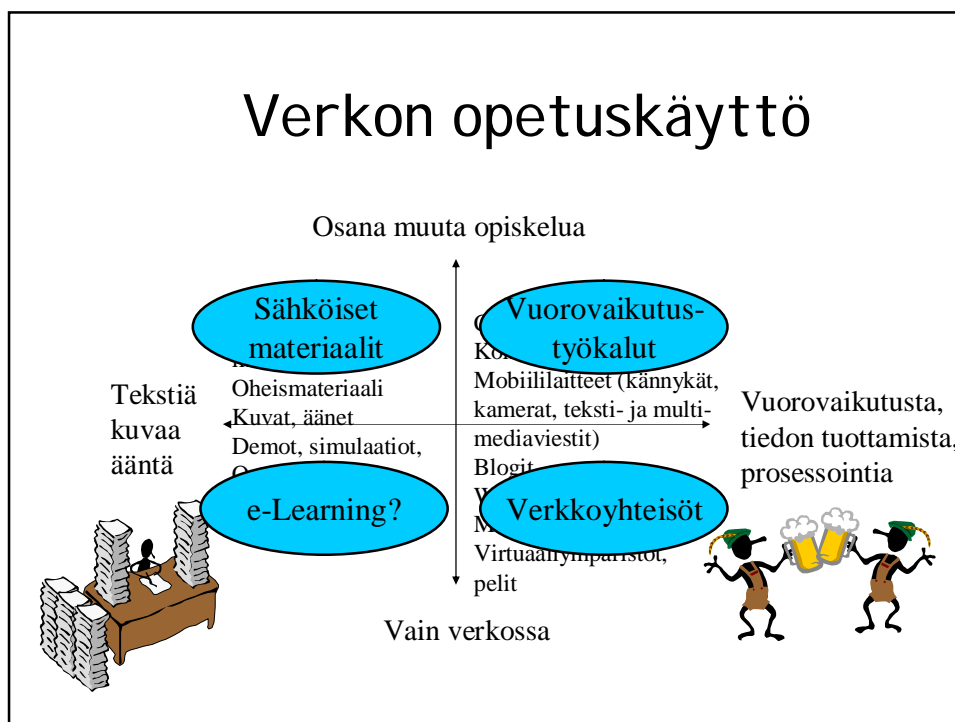 Verkon opetuskäyttö
Osana muuta opiskelua
Sähköiset
materiaalit
Vuorovaikutus-
työkalut
Tekstiä
kuvaa
ääntä
Oheismateriaali
Kuvat, äänet
Demot, simulaatiot,
Mobiililaitteet (kännykät,
kamerat, teksti- ja multi-
mediaviestit)
Blogit
Vuorovaikutusta,
tiedon tuottamista,
prosessointia
e-Learning?
Verkkoyhteisöt
Virtuaaliympäristöt,
pelit
Vain verkossa